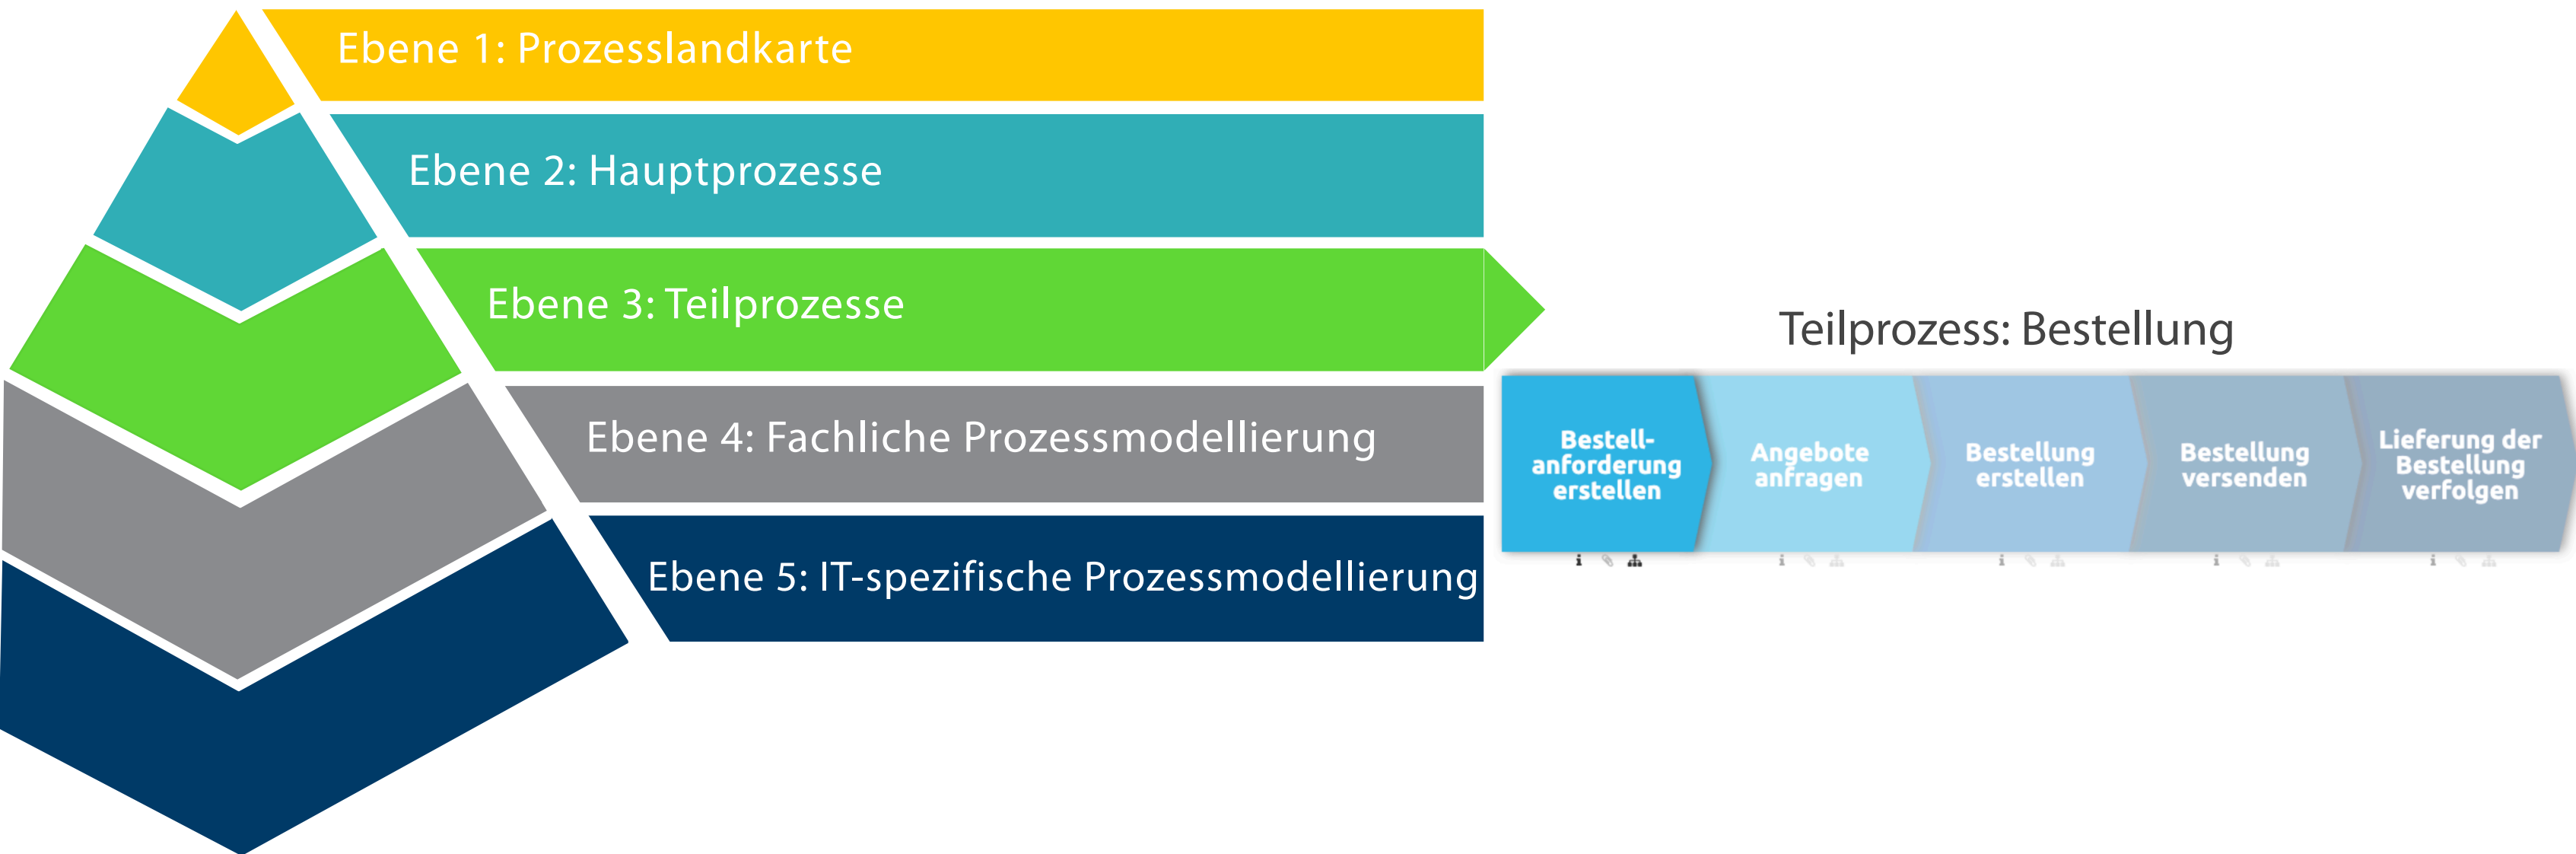 Ebene 1: Prozesslandkarte
Ebene 2: Hauptprozesse
Ebene 3: Teilprozesse
Ebene 4: Fachliche Prozessmodellierung
Ebene 5: IT-spezifische Prozessmodellierung
Teilprozess: Bestellung
Bestell-
anforderung
erstellen
Angebote
anfragen
Bestellung
erstellen
Bestellung
versenden
Lieferung der
Bestellung
verfolgen